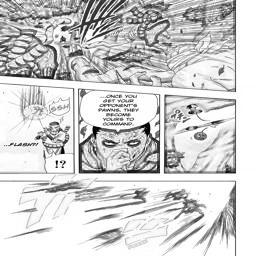 ...ONCE YOU
GET YOUR
OPPONENT'S
PAWNS, THEY
BECOME
YOURS TO
COMMAND.
...FLASH?!
!?